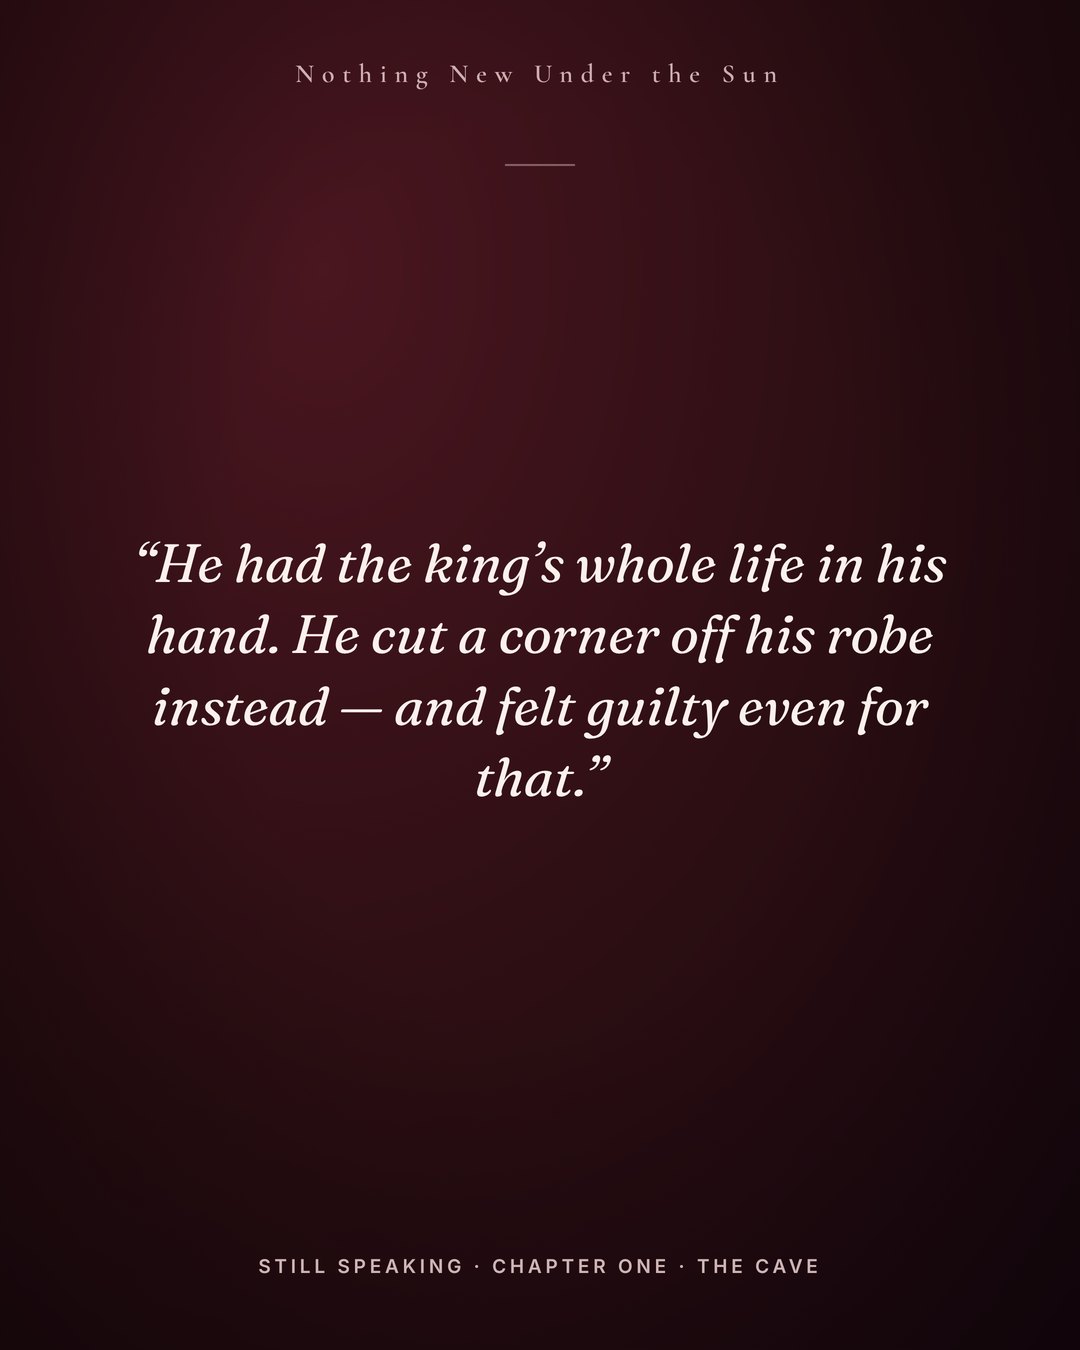 Nothing New Under the Sun
“He had the king’s whole life in his
hand. He cut a corner off his robe
instead — and felt guilty even for
that.”
STILL SPEAKING · CHAPTER ONE · THE CAVE